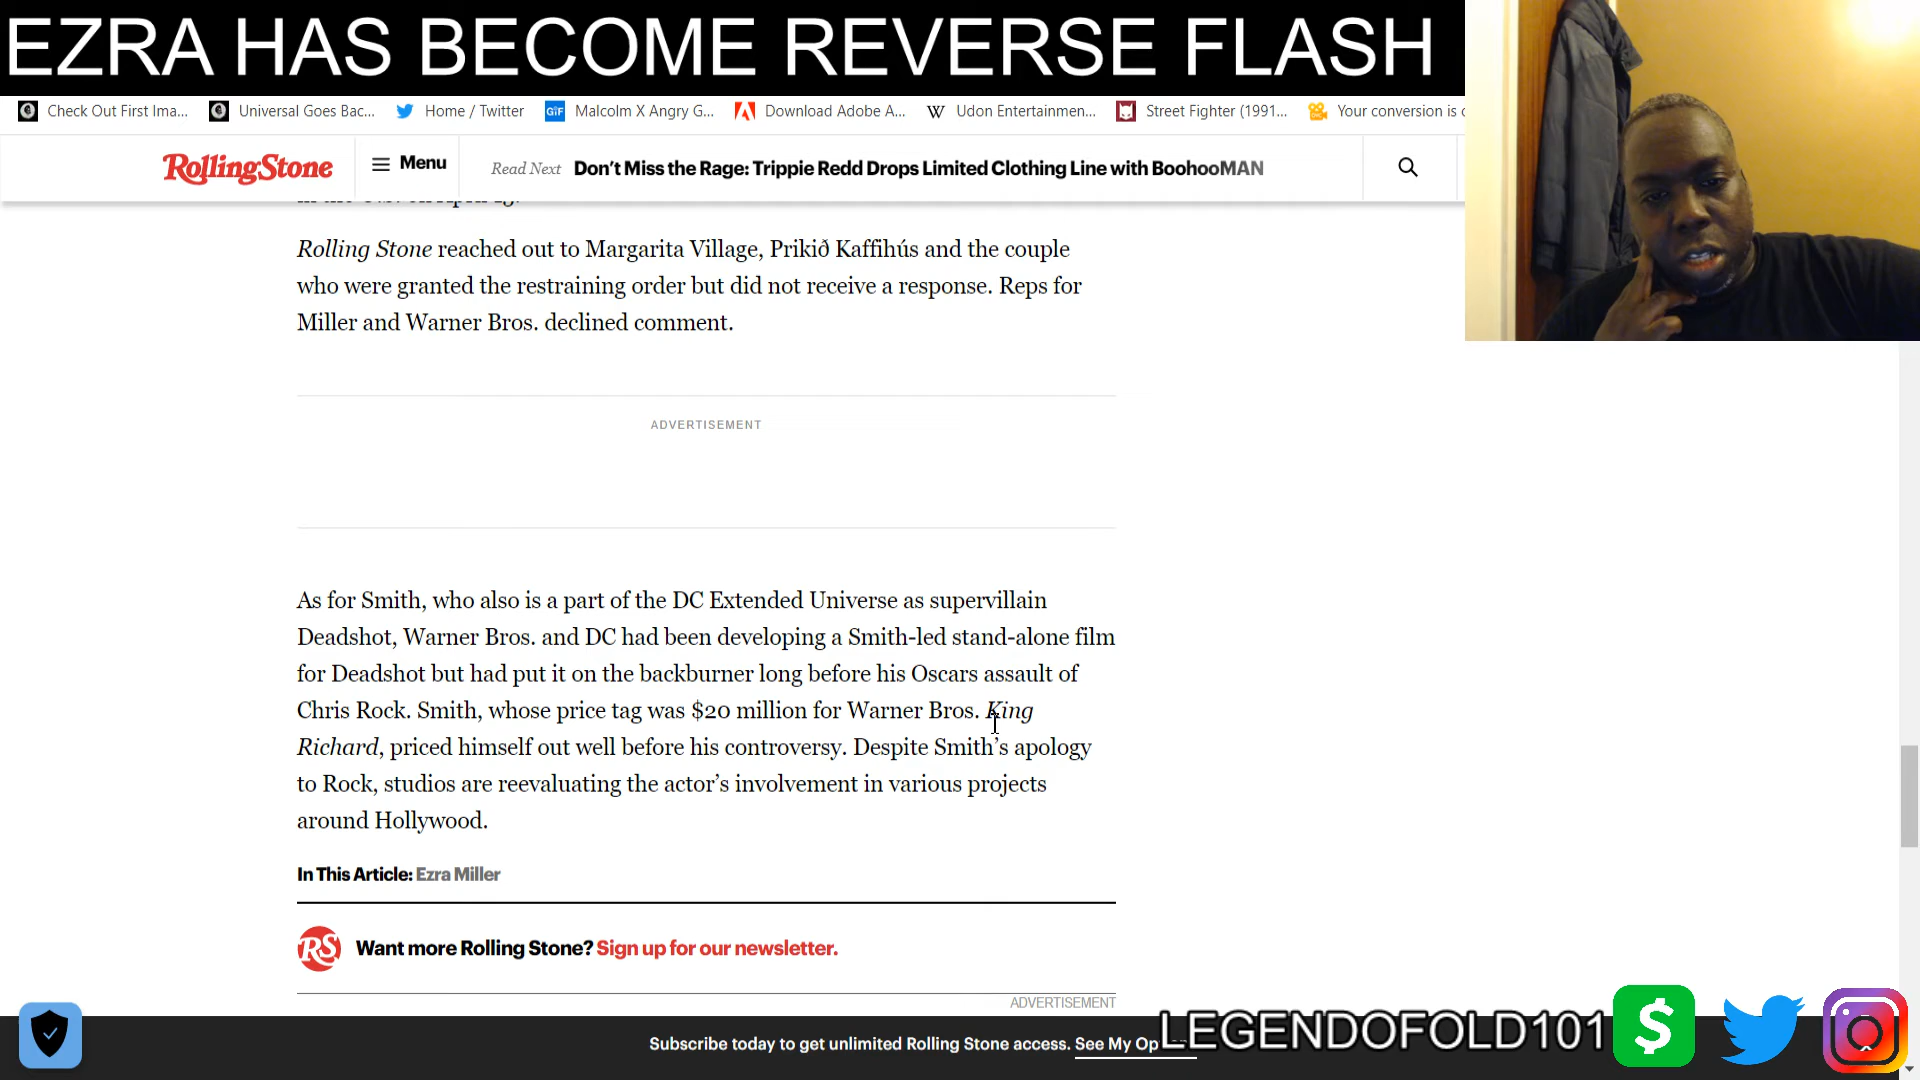 EZRA HAS BECOME REVERSE FLASH
Check Out First Ima... Universal Goes Bac... Home / Twitter GIF Malcolm X Angry G... Download Adobe A... W Udon Entertainmen... Street Fighter (1991... Your conversion is c
RollingStone Menu Read Next Don't Miss the Rage: Trippie Redd Drops Limited Clothing Line with BoohooMAN
Rolling Stone reached out to Margarita Village, Prikið Kaffihús and the couple
who were granted the restraining order but did not receive a response. Reps for
Miller and Warner Bros. declined comment.
ADVERTISEMENT
As for Smith, who also is a part of the DC Extended Universe as supervillain
Deadshot, Warner Bros. and DC had been developing a Smith-led stand-alone film
for Deadshot but had put it on the backburner long before his Oscars assault of
Chris Rock. Smith, whose price tag was $20 million for Warner Bros. King
Richard, priced himself out well before his controversy. Despite Smith's apology
to Rock, studios are reevaluating the actor's involvement in various projects
around Hollywood.
In This Article: Ezra Miller
RS Want more Rolling Stone? Sign up for our newsletter.
ADVERTISEMENT
Subscribe today to get unlimited Rolling Stone access. See My
LEGENDOFOLD101 $